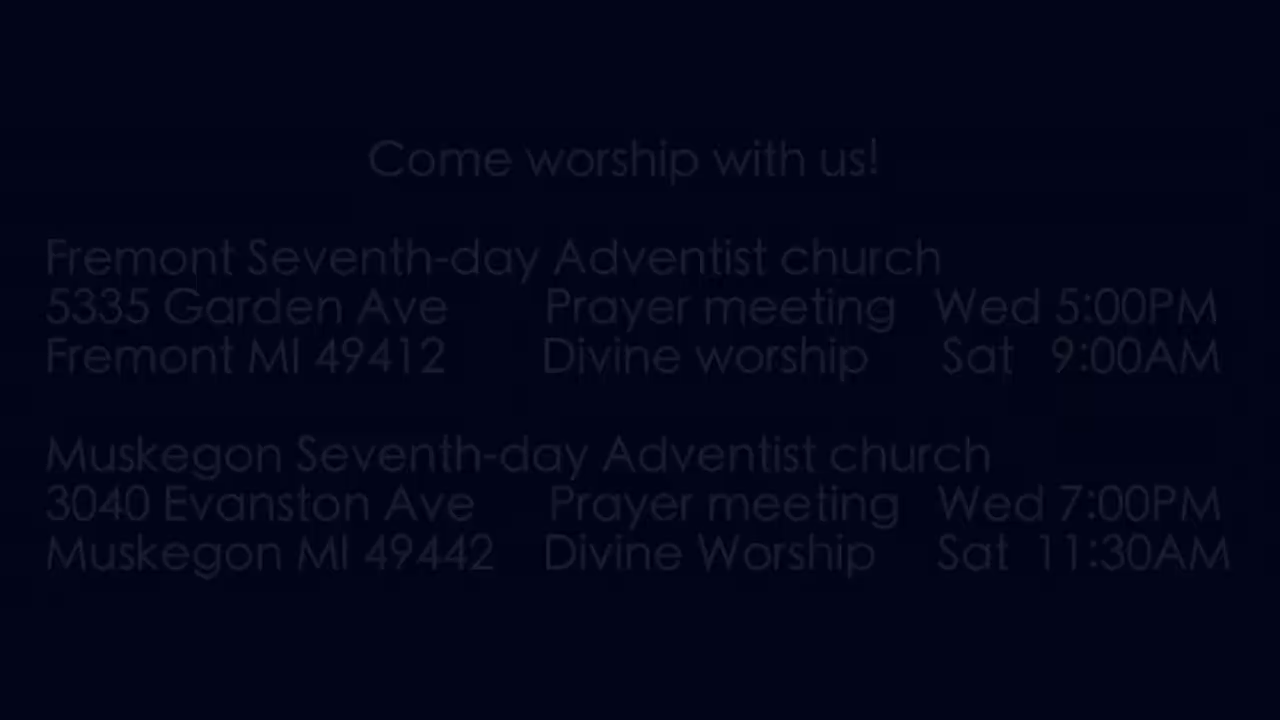 Come worship with us!
Fremont Seventh-day Adventist church
5335 Garden Ave Prayer meeting Wed 5:00PM
Fremont MI 49412 Divine worship Sat 9:00AM
Muskegon Seventh-day Adventist church
3040 Evanston Ave Prayer meeting Wed 7:00PM
Muskegon MI 49442 Divine Worship Sat 11:30AM